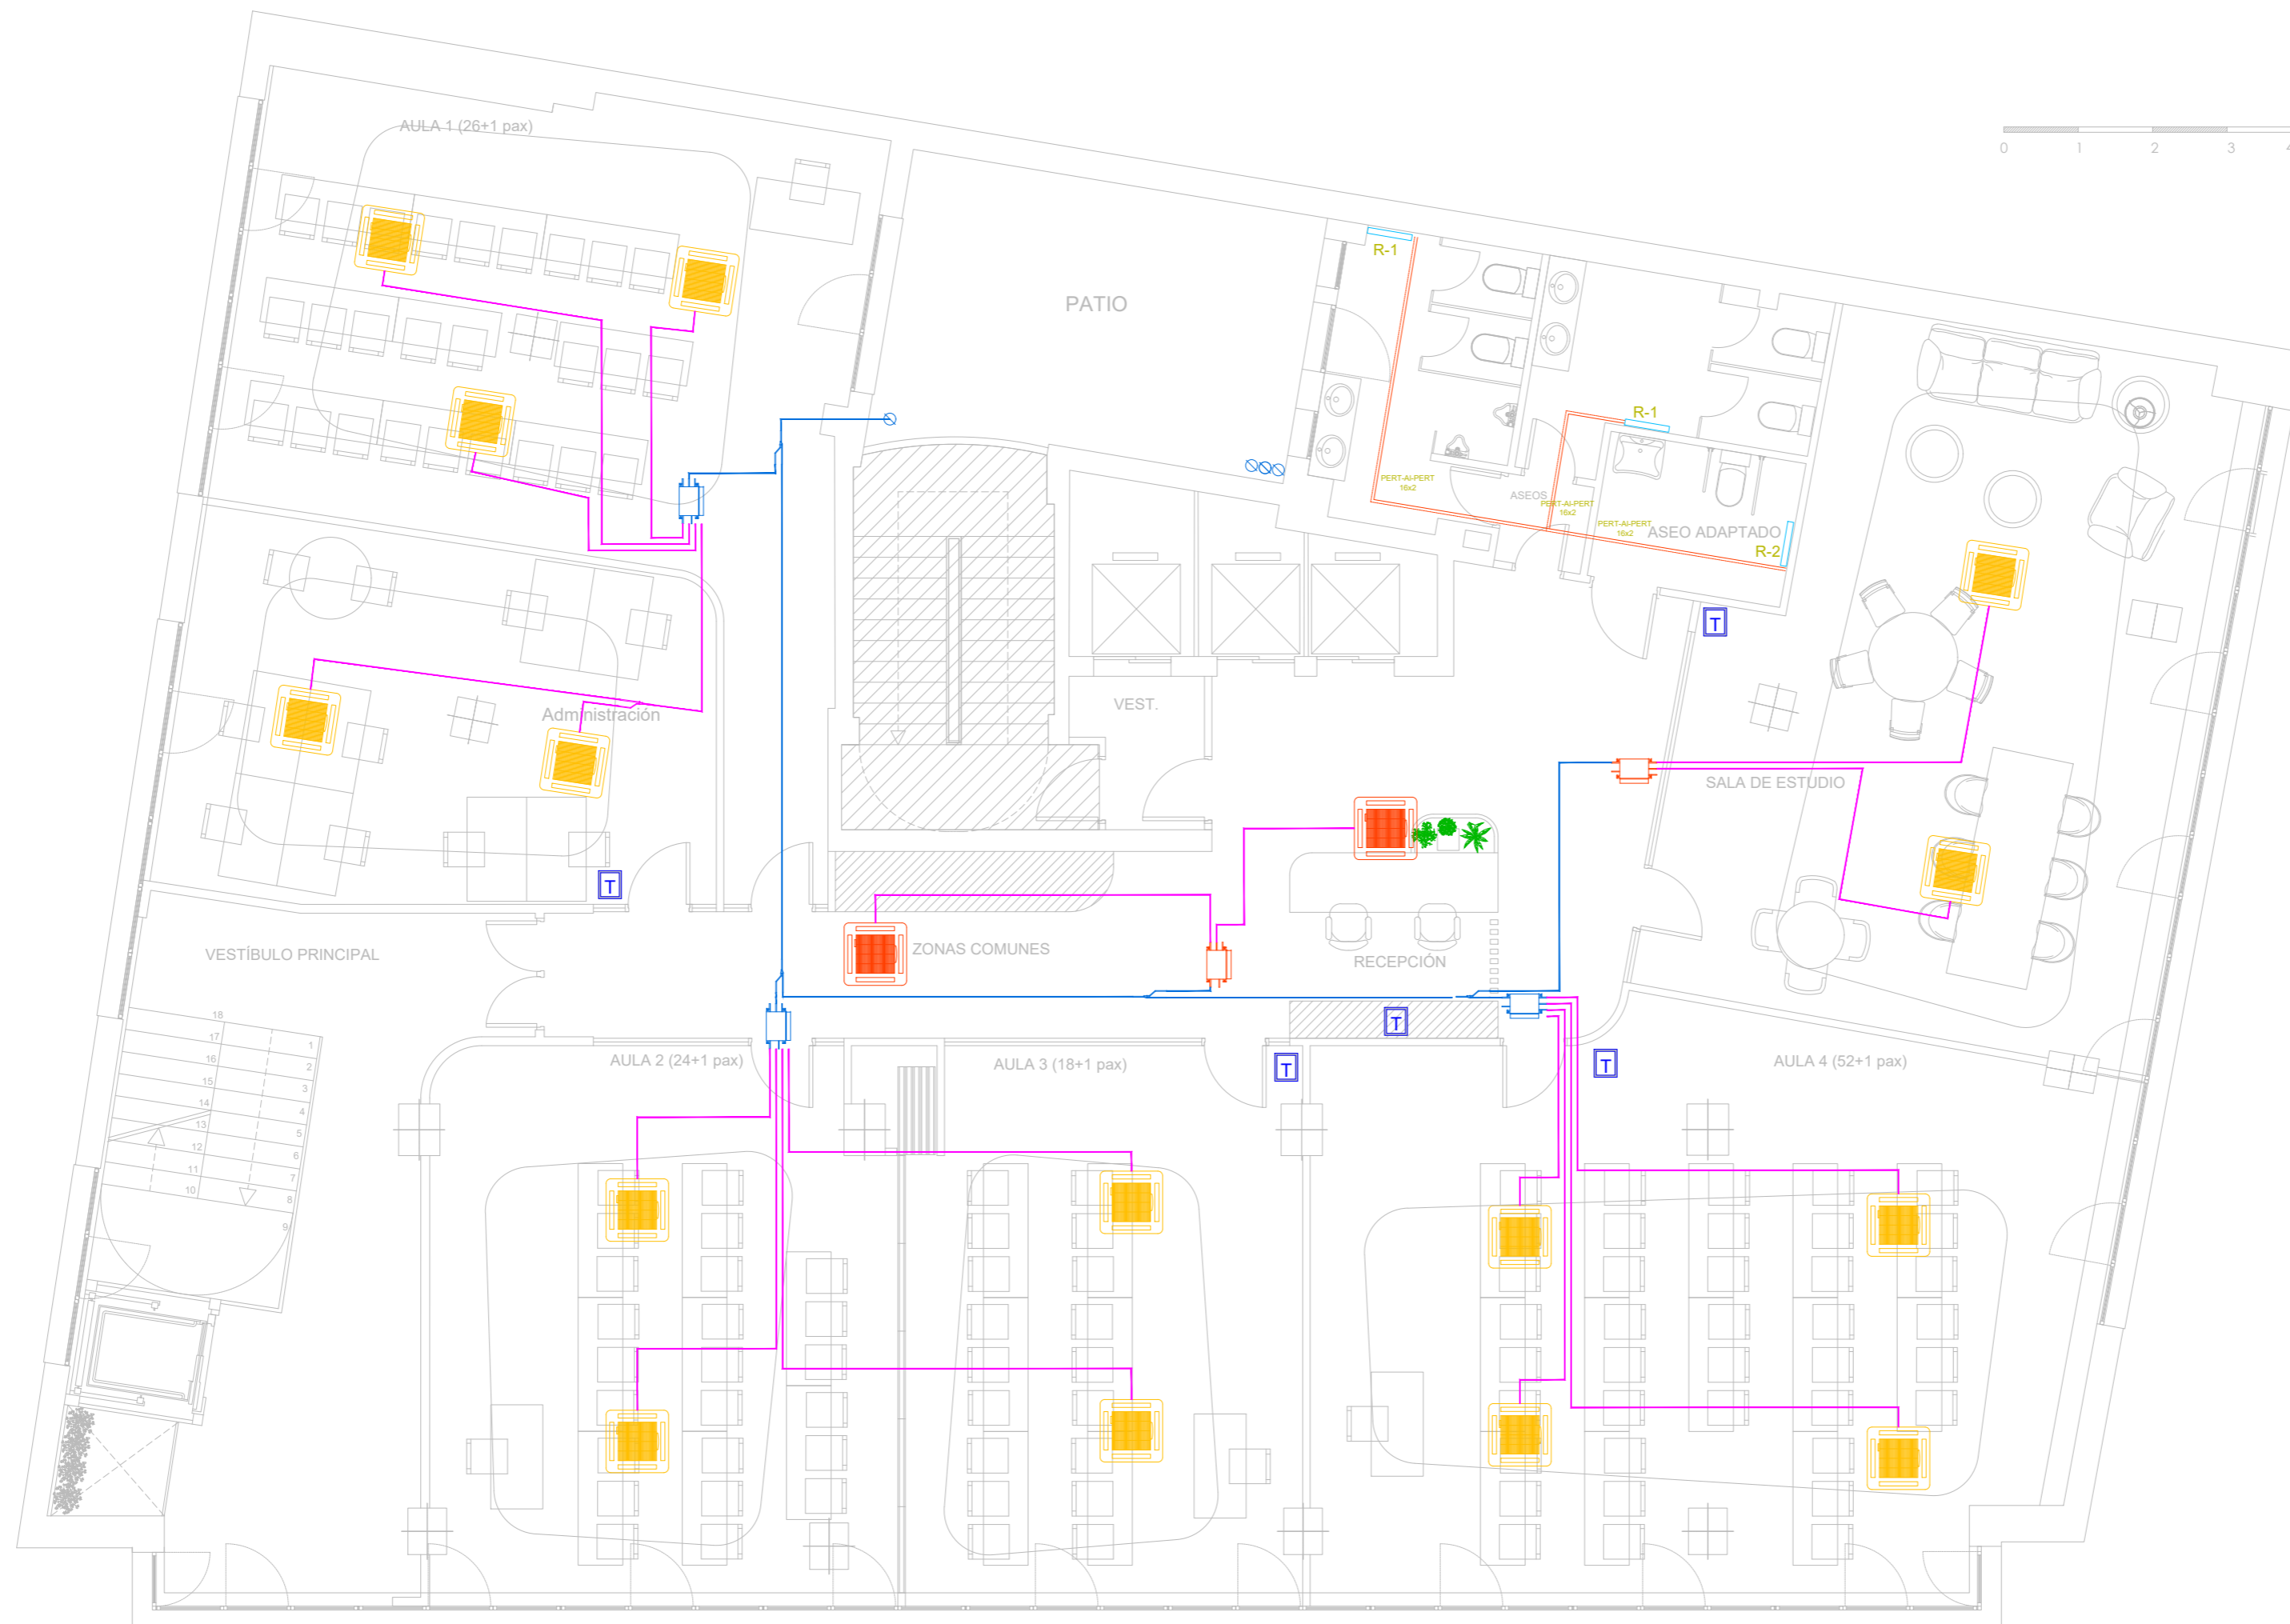 AULA 1 (26+1 pax)
0 1 2 3 4
R-1
PATIO
R-1
PERT-Al-PERT
16x2
ASEOS
PERT-Al-PERT
16x2
PERT-Al-PERT
16x2
ASEO ADAPTADO
R-2
T
VEST.
Administración
SALA DE ESTUDIO
T
VESTÍBULO PRINCIPAL
ZONAS COMUNES
RECEPCIÓN
T
AULA 2 (24+1 pax)
AULA 3 (18+1 pax)
T
T
AULA 4 (52+1 pax)
18
17
16
15
14
13
12
11
10
1
2
3
4
5
6
7
8
9